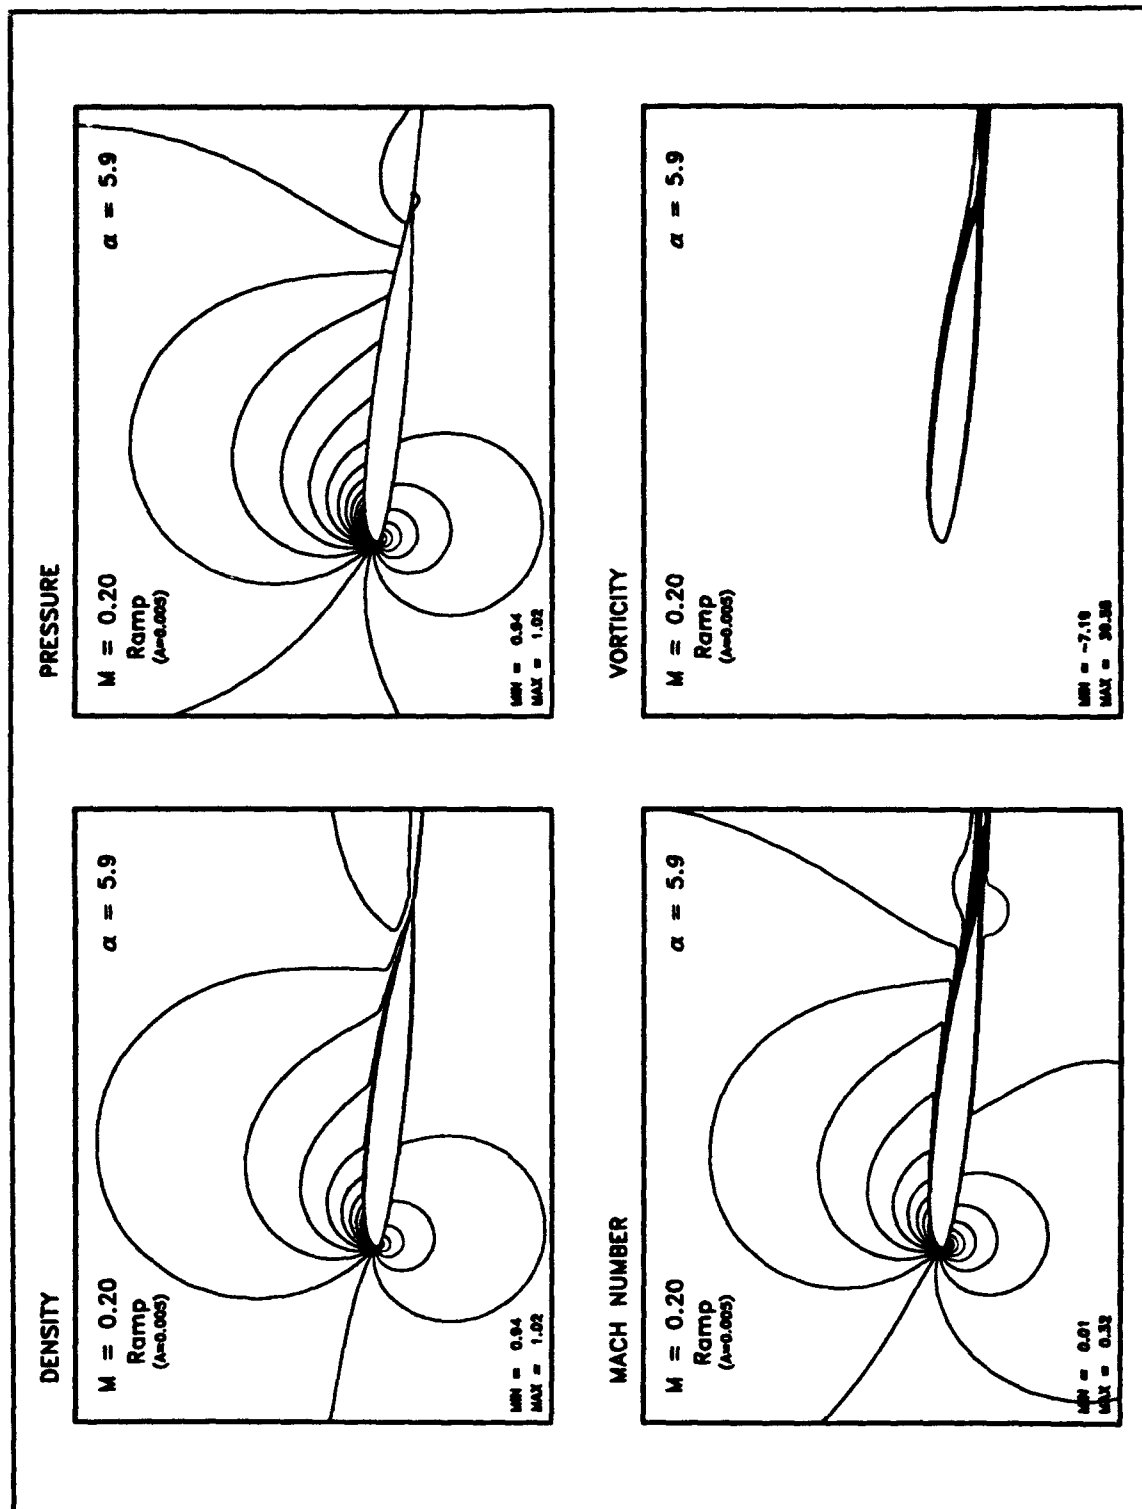 DENSITY
M = 0.20
Ramp
(A=0.005)
α = 5.9
MIN = 0.94
MAX = 1.02
PRESSURE
M = 0.20
Ramp
(A=0.005)
α = 5.9
MIN = 0.94
MAX = 1.02
MACH NUMBER
M = 0.20
Ramp
(A=0.005)
α = 5.9
MIN = 0.01
MAX = 0.32
VORTICITY
M = 0.20
Ramp
(A=0.005)
α = 5.9
MIN =
MAX =